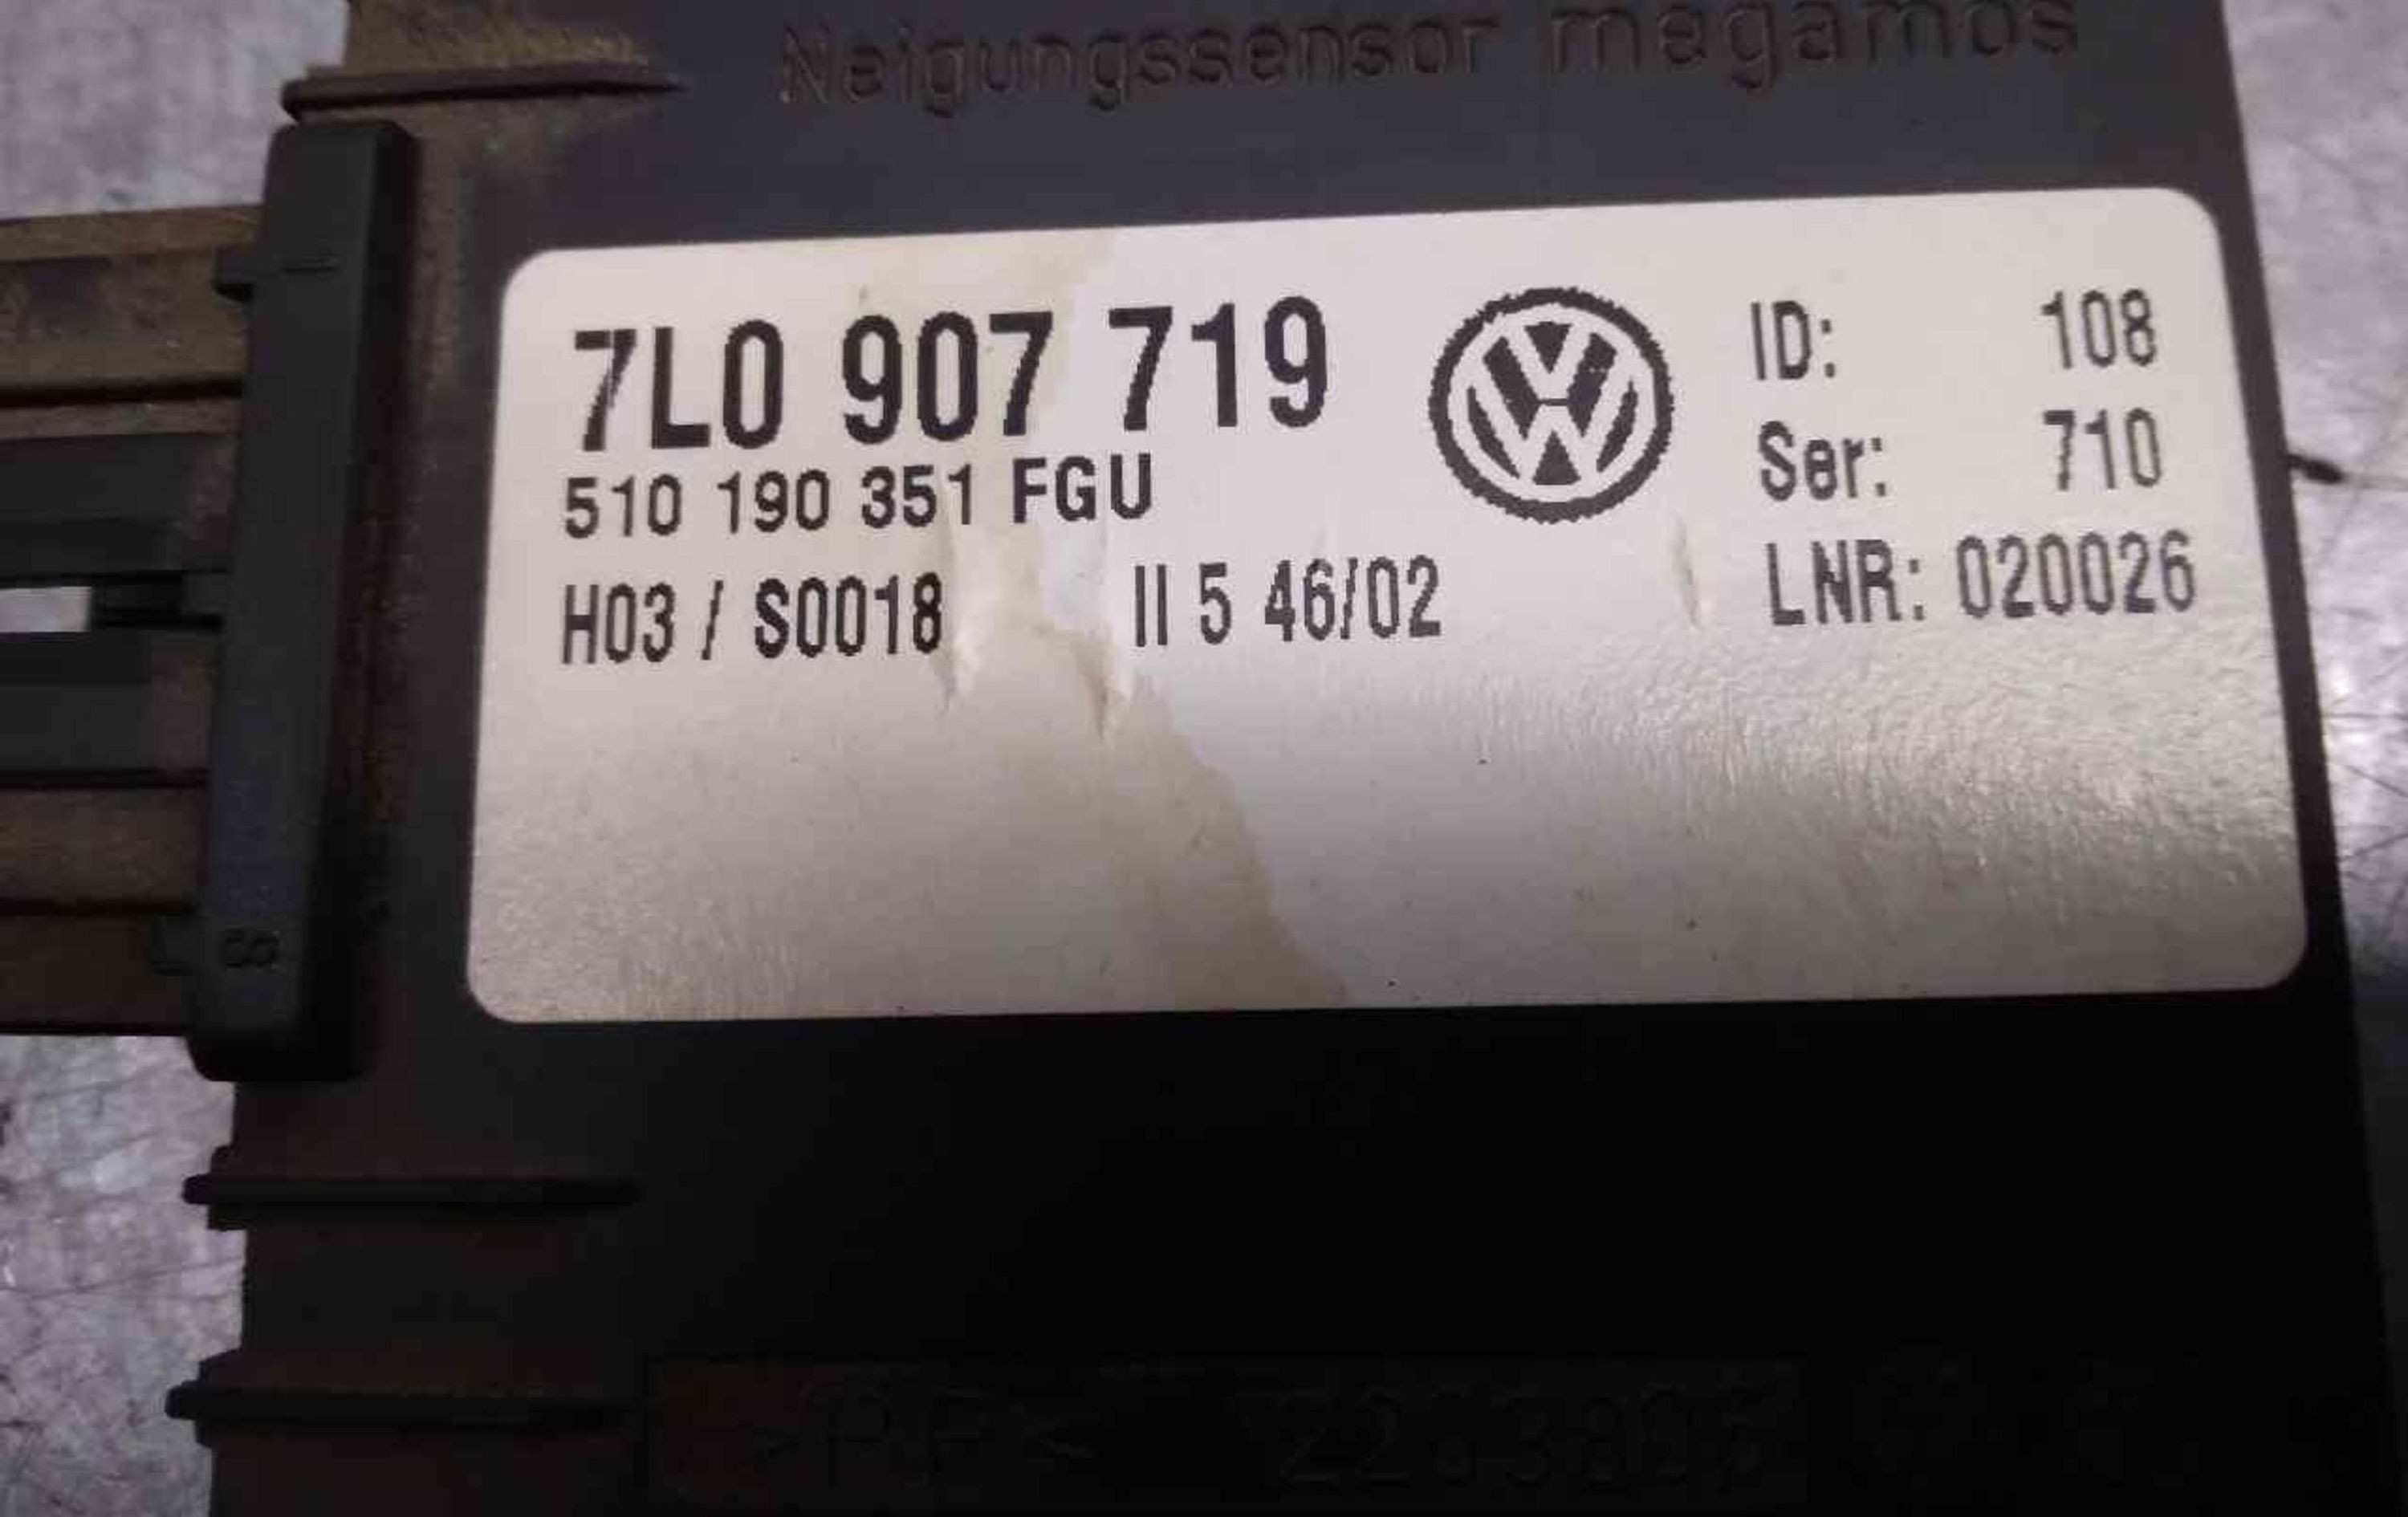 Neigungssensor megamos
7L0 907 719
510 190 351 FGU
H03 / S0018 II 5 46/02
ID: 108
Ser: 710
LNR: 020026
8